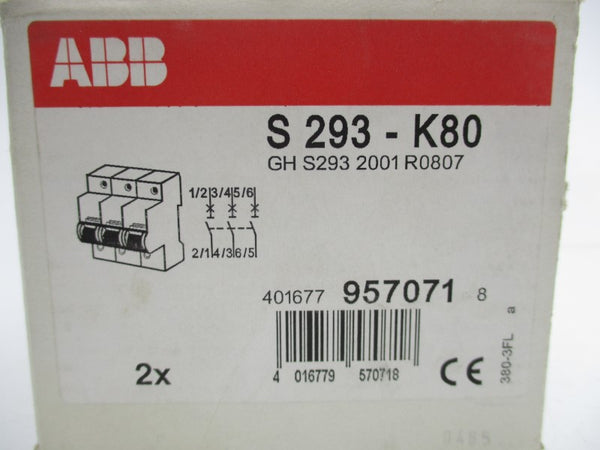 ABB
S 293 - K80
GH S293 2001 R0807
1/2 3/4 5/6
2/1 4/3 6/5
401677 957071 8
4 016779 570718
2x
CE
380-3FL a
0485